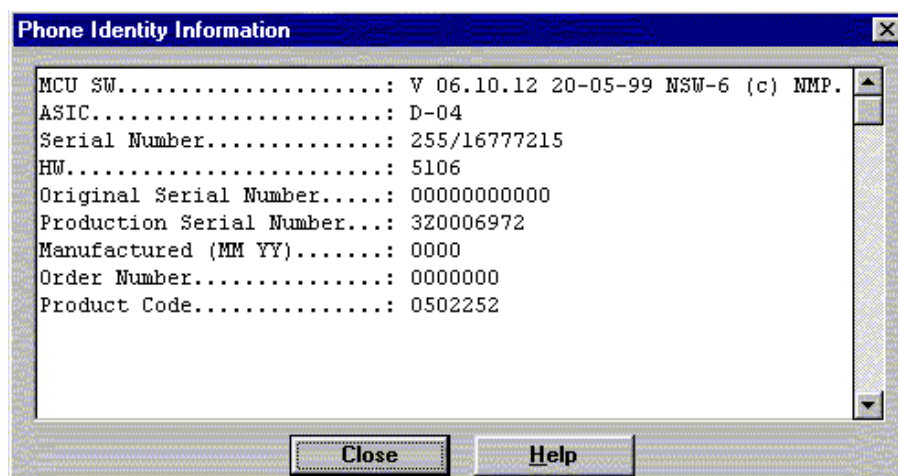 Phone Identity Information
MCU SW......................: V 06.10.12 20-05-99 NSW-6 (c) NMP.
ASIC........................: D-04
Serial Number...............: 255/16777215
HW..........................: 5106
Original Serial Number.....: 00000000000
Production Serial Number...: 3Z0006972
Manufactured (MM YY).......: 0000
Order Number................: 0000000
Product Code................: 0502252
Close
Help